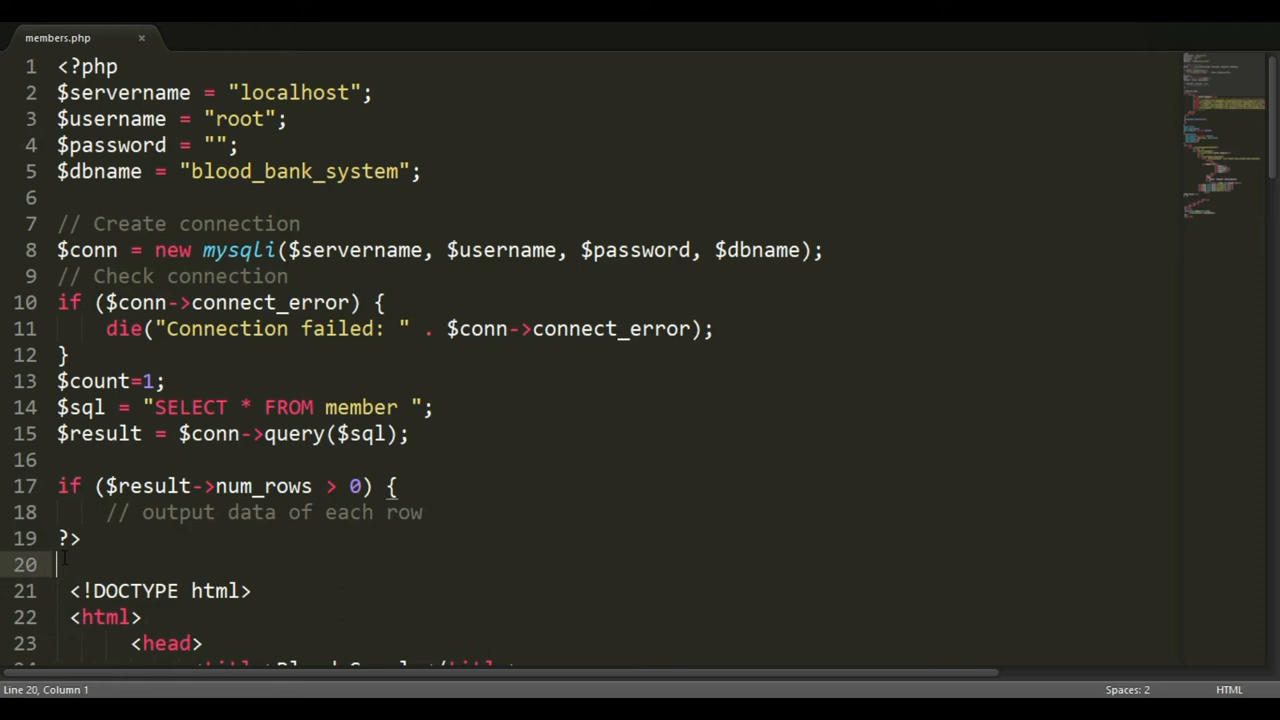 members.php ×
1 <?php
2 $servername = "localhost";
3 $username = "root";
4 $password = "";
5 $dbname = "blood_bank_system";
6
7 // Create connection
8 $conn = new mysqli($servername, $username, $password, $dbname);
9 // Check connection
10 if ($conn->connect_error) {
11 die("Connection failed: " . $conn->connect_error);
12 }
13 $count=1;
14 $sql = "SELECT * FROM member ";
15 $result = $conn->query($sql);
16
17 if ($result->num_rows > 0) {
18 // output data of each row
19 ?>
20
21 <!DOCTYPE html>
22 <html>
23 <head>
Line 20, Column 1 Spaces: 2 HTML